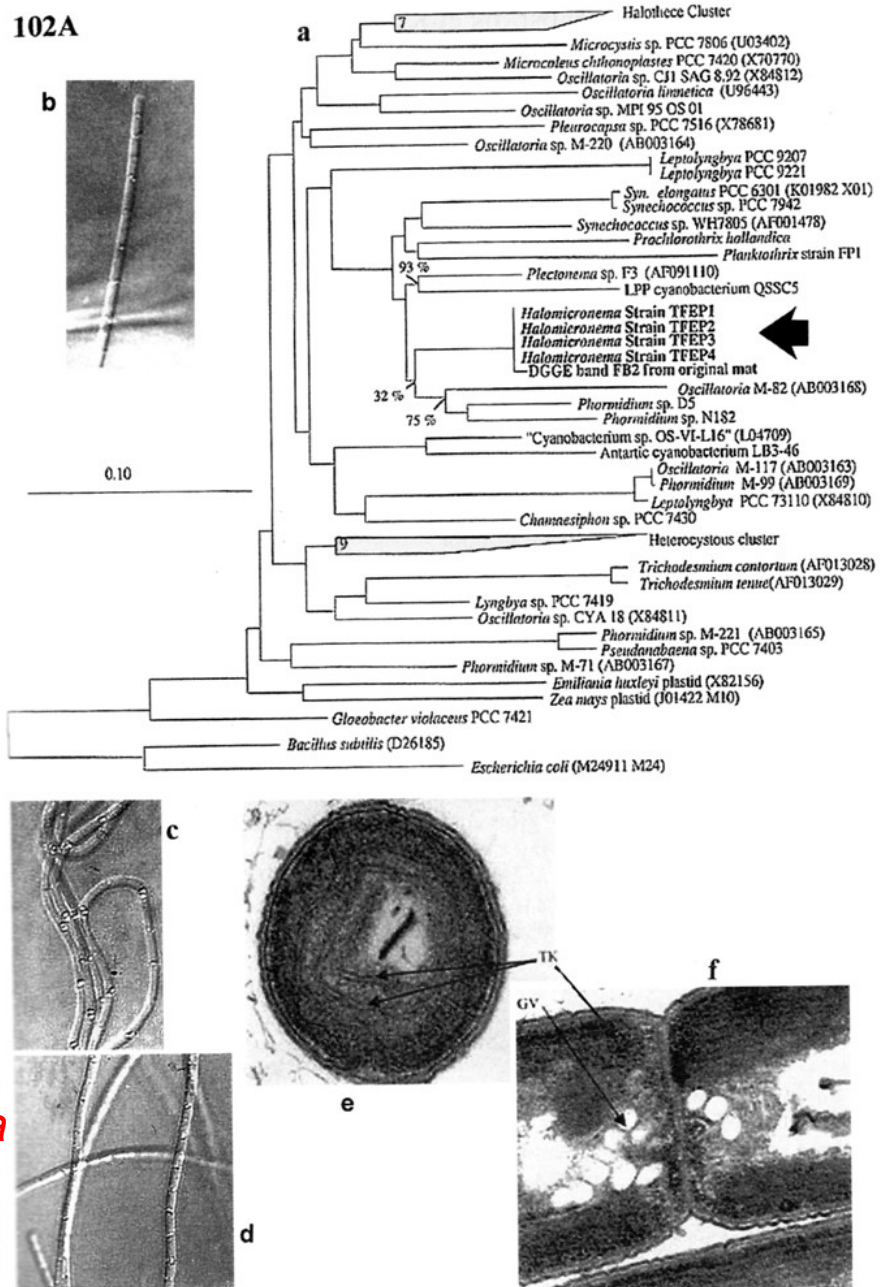 102A
a
7
Halothece Cluster
Microcystis sp. PCC 7806 (U03402)
Microcoleus chthonoplastes PCC 7420 (X70770)
Oscillatoria sp. CJ1 SAG 8.92 (X84812)
Oscillatoria limnetica (U96443)
Oscillatoria sp. MPI 95 OS 01
Pleurocapsa sp. PCC 7516 (X78681)
Oscillatoria sp. M-220 (AB003164)
Leptolyngbya PCC 9207
Leptolyngbya PCC 9221
Syn. elongatus PCC 6301 (K01982 X01)
Synechococcus sp. PCC 7942
Synechococcus sp. WH7805 (AF001478)
Prochlorothrix hollandica
Planktothrix strain FP1
93 %
Plectonema sp. F3 (AF091110)
LPP cyanobacterium QSSC5
Halomicronema Strain TFEP1
Halomicronema Strain TFEP2
Halomicronema Strain TFEP3
Halomicronema Strain TFEP4
DGGE band FB2 from original mat
32 %
Oscillatoria M-82 (AB003168)
75 %
Phormidium sp. D5
Phormidium sp. N182
"Cyanobacterium sp. OS-VI-L16" (L04709)
Antartic cyanobacterium LB3-46
Oscillatoria M-117 (AB003163)
Phormidium M-99 (AB003169)
Leptolyngbya PCC 73110 (X84810)
Chamaesiphon sp. PCC 7430
9
Heterocystous cluster
Trichodesmium contortum (AF013028)
Trichodesmium tenue(AF013029)
Lyngbya sp. PCC 7419
Oscillatoria sp. CYA 18 (X84811)
Phormidium sp. M-221 (AB003165)
Pseudanabaena sp. PCC 7403
Phormidium sp. M-71 (AB003167)
Emiliania huxleyi plastid (X82156)
Zea mays plastid (J01422 M10)
Gloeobacter violaceus PCC 7421
Bacillus subtilis (D26185)
Escherichia coli (M24911 M24)
0.10
b
c
TK
f
GV
e
a
d